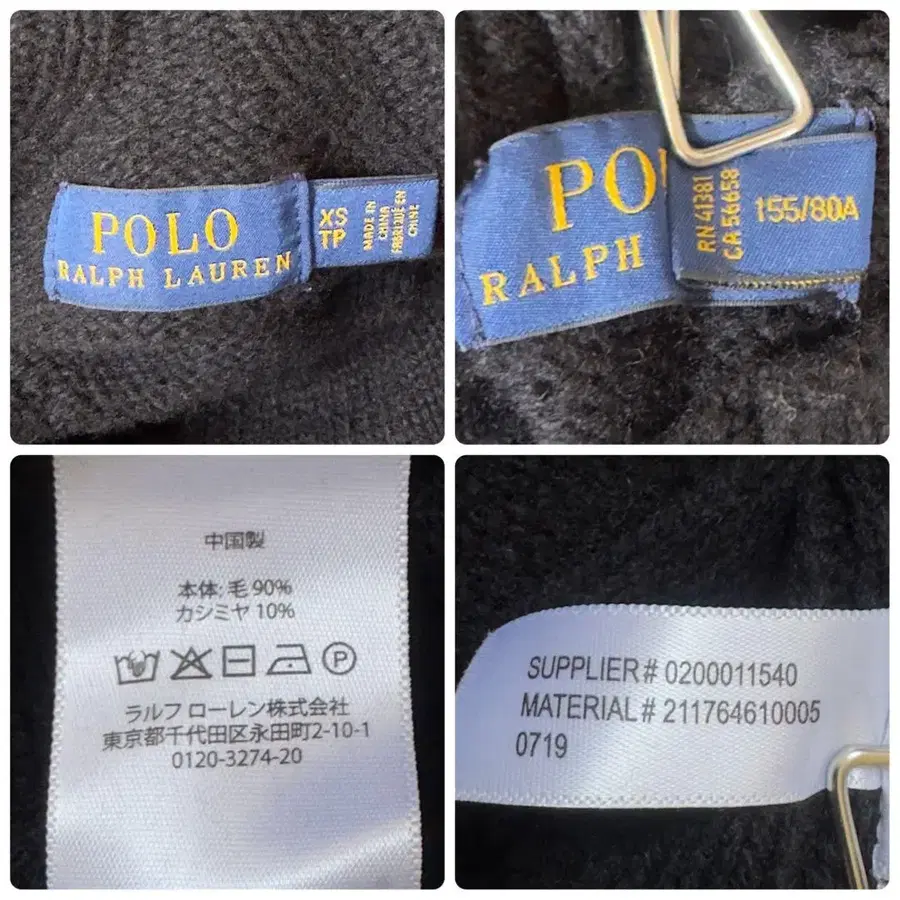 POLO
RALPH LAUREN
XS
TP
MADE IN
CHINA
FABRIQUÉ EN
CHINE
PO
RALPH
RN 41381
CA 56658
155/80A
中国製
本体: 毛 90%
カシミヤ 10%
P
ラルフ ローレン株式会社
東京都千代田区永田町2-10-1
0120-3274-20
SUPPLIER# 0200011540
MATERIAL# 211764610005
0719